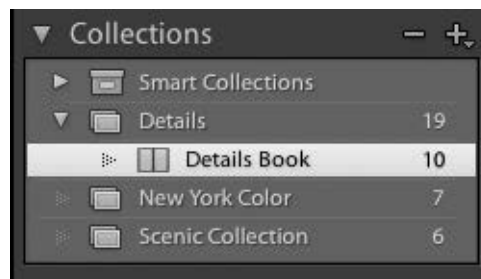 Collections
Smart Collections
Details 19
Details Book 10
New York Color 7
Scenic Collection 6